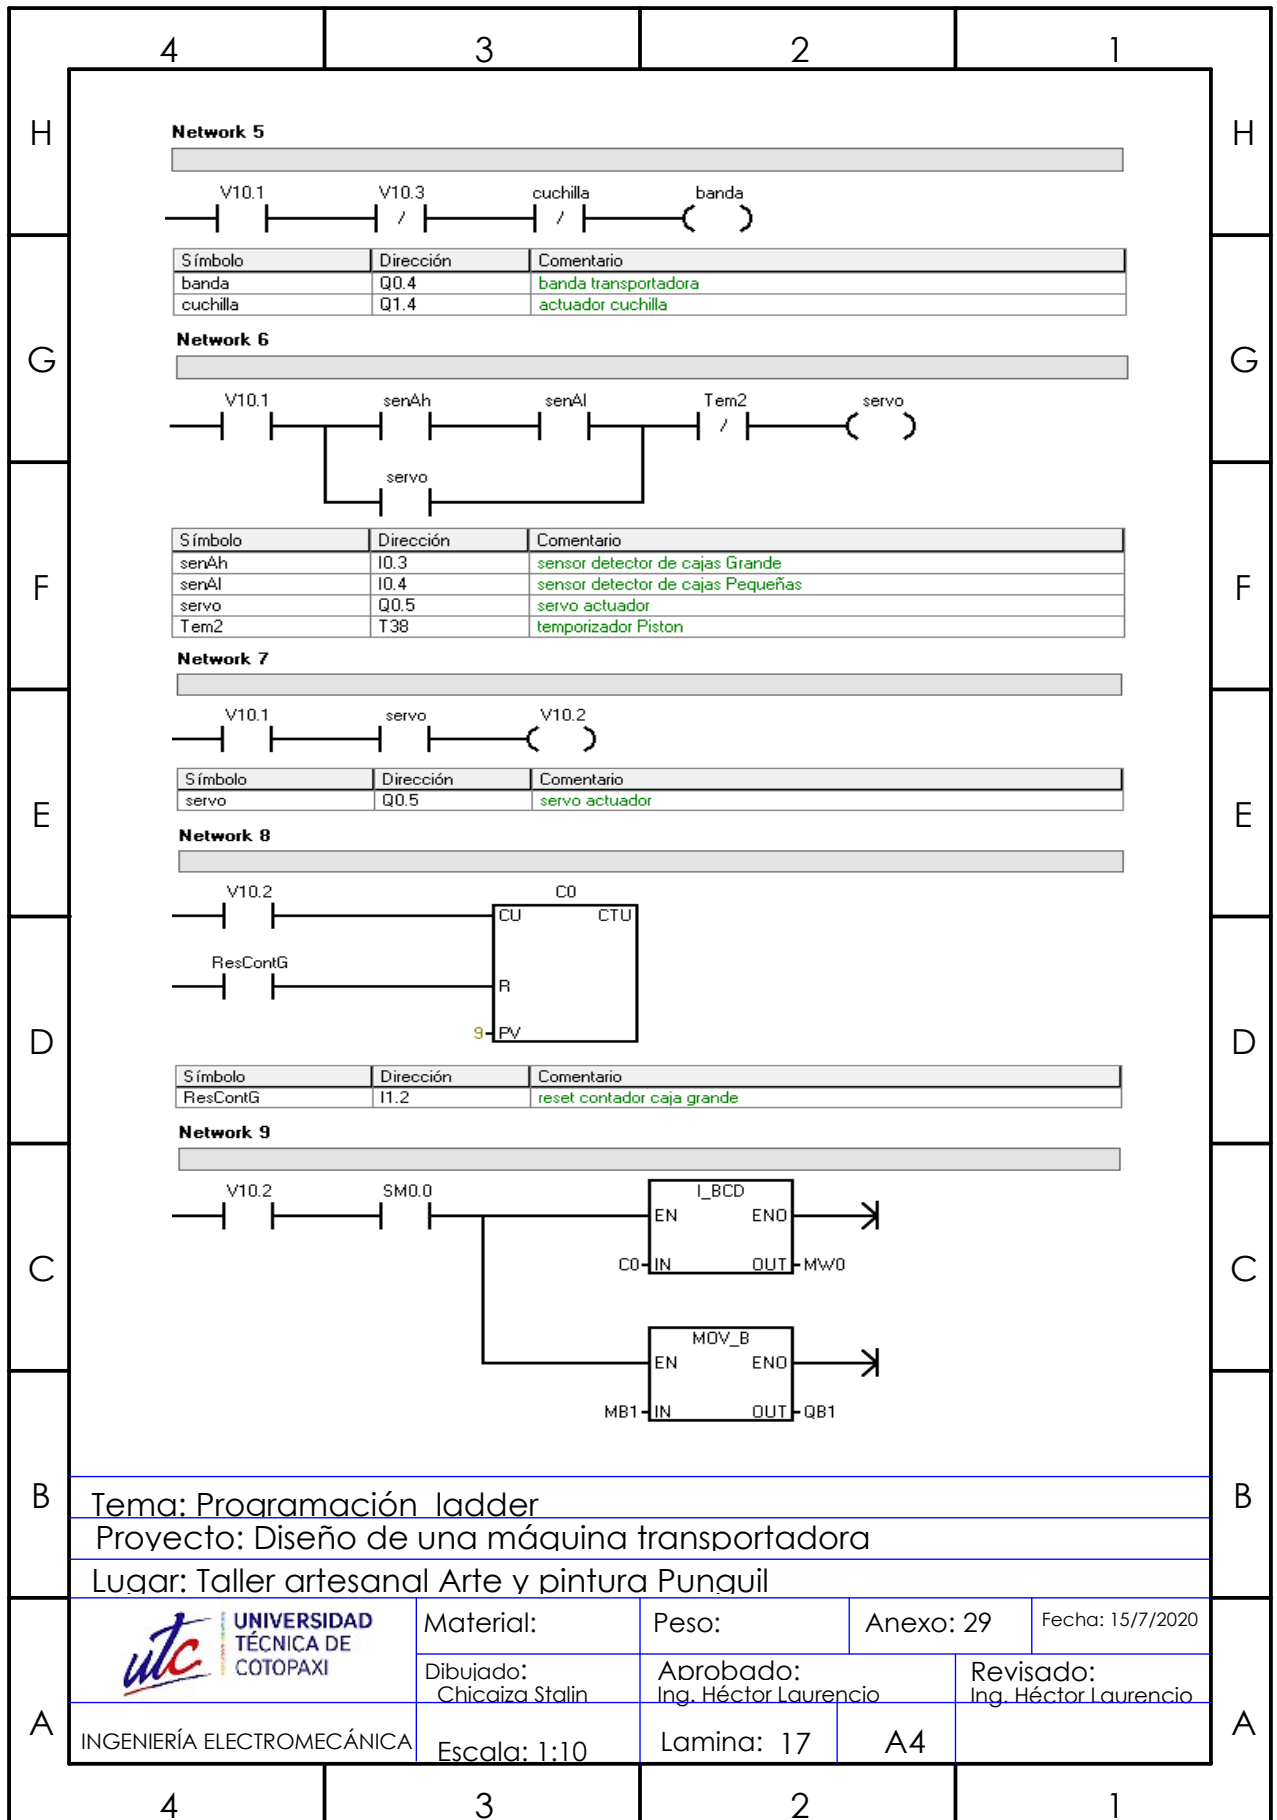 4 3 2 1
H H
Network 5
V10.1 V10.3 cuchilla banda
/ /
Símbolo Dirección Comentario
banda Q0.4 banda transportadora
cuchilla Q1.4 actuador cuchilla
G G
Network 6
V10.1 senAh senAl Tem2 servo
/
servo
Símbolo Dirección Comentario
senAh I0.3 sensor detector de cajas Grande
senAl I0.4 sensor detector de cajas Pequeñas
servo Q0.5 servo actuador
Tem2 T38 temporizador Piston
F F
Network 7
V10.1 servo V10.2
Símbolo Dirección Comentario
servo Q0.5 servo actuador
E E
Network 8
V10.2 C0
CU CTU
ResContG
R
9 PV
D D
Símbolo Dirección Comentario
ResContG I1.2 reset contador caja grande
Network 9
V10.2 SM0.0 I_BCD
EN ENO
C0 IN OUT MW0
C C
MOV_B
EN ENO
MB1 IN OUT QB1
B B
Tema: Programación ladder
Proyecto: Diseño de una máquina transportadora
Lugar: Taller artesanal Arte y pintura Punguil
utc UNIVERSIDAD
TÉCNICA DE
COTOPAXI
Material: Peso: Anexo: 29 Fecha: 15/7/2020
Dibujado: Aprobado: Revisado:
Chicaiza Stalin Ing. Héctor Laurencio Ing. Héctor Laurencio
A A
INGENIERÍA ELECTROMECÁNICA Escala: 1:10 Lamina: 17 A4
4 3 2 1